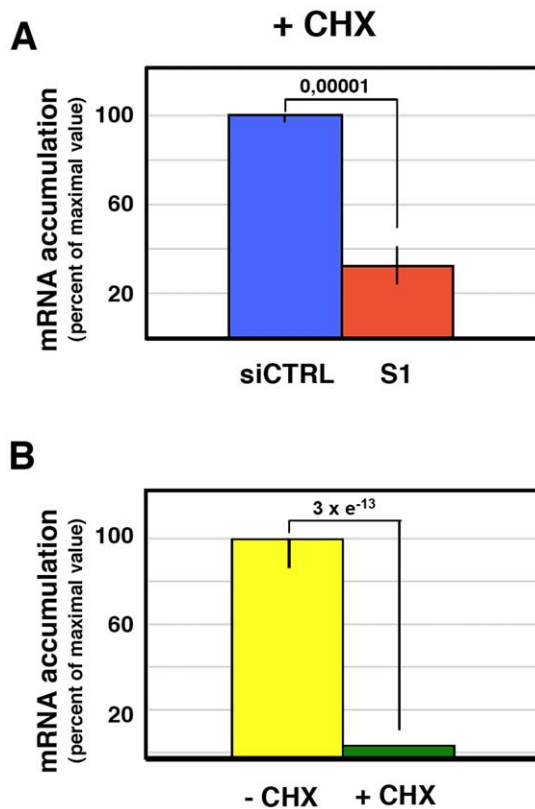 A
+ CHX
0,00001
mRNA accumulation
(percent of maximal value)
100
60
20
siCTRL S1
B
3 x e-13
mRNA accumulation
(percent of maximal value)
100
60
20
- CHX + CHX